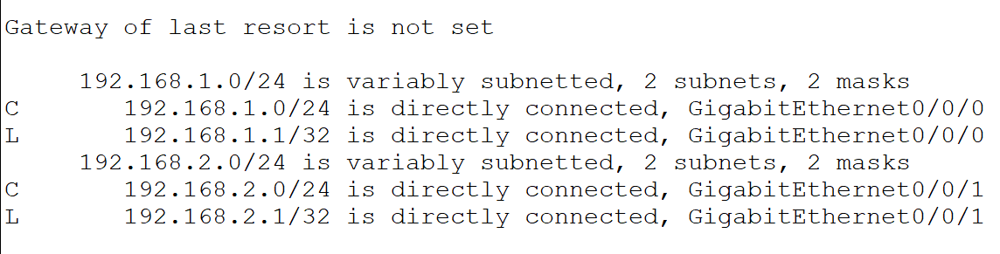 Gateway of last resort is not set
192.168.1.0/24 is variably subnetted, 2 subnets, 2 masks
C 192.168.1.0/24 is directly connected, GigabitEthernet0/0/0
L 192.168.1.1/32 is directly connected, GigabitEthernet0/0/0
192.168.2.0/24 is variably subnetted, 2 subnets, 2 masks
C 192.168.2.0/24 is directly connected, GigabitEthernet0/0/1
L 192.168.2.1/32 is directly connected, GigabitEthernet0/0/1